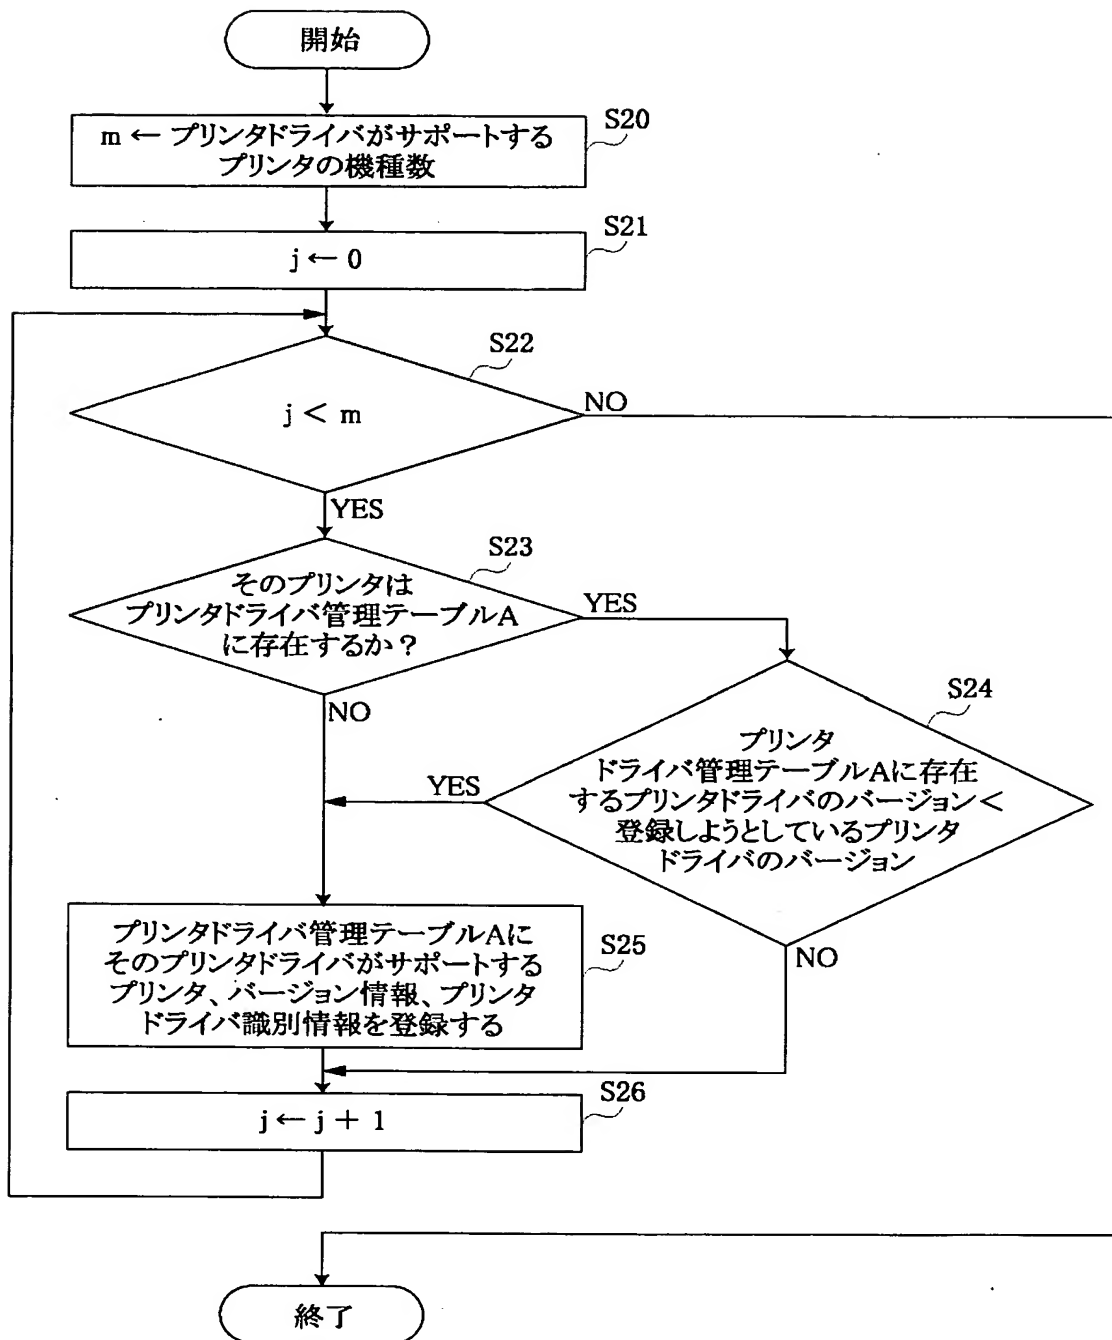 開始
S20
m ← プリンタドライバがサポートする
プリンタの機種数
S21
j ← 0
S22
j < m
NO
YES
S23
そのプリンタは
プリンタドライバ管理テーブルA
に存在するか？
YES
NO
S24
プリンタ
ドライバ管理テーブルAに存在
するプリンタドライバのバージョン<
登録しようとしているプリンタ
ドライバのバージョン
YES
NO
S25
プリンタドライバ管理テーブルAに
そのプリンタドライバがサポートする
プリンタ、バージョン情報、プリンタ
ドライバ識別情報を登録する
S26
j ← j + 1
終了